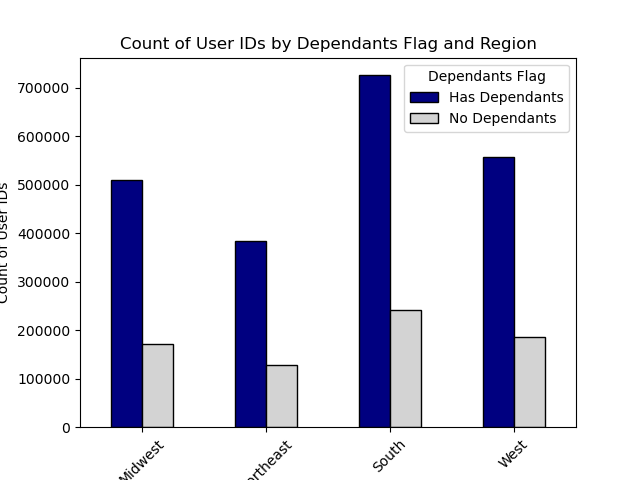 Count of User IDs by Dependants Flag and Region
Dependants Flag
Has Dependants
No Dependants
Count of User IDs
700000
600000
500000
400000
300000
200000
100000
0
Midwest
ortheast
South
West